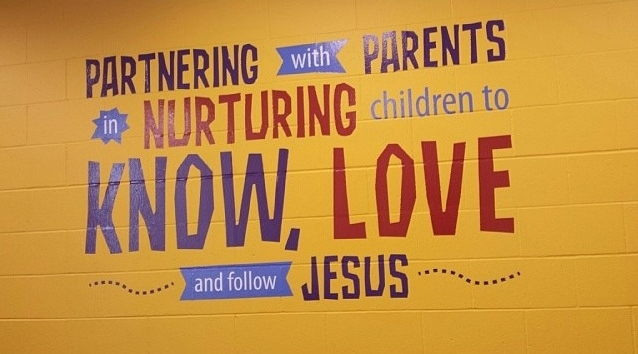 PARTNERING with PARENTS
in NURTURING children to
KNOW, LOVE
and follow JESUS